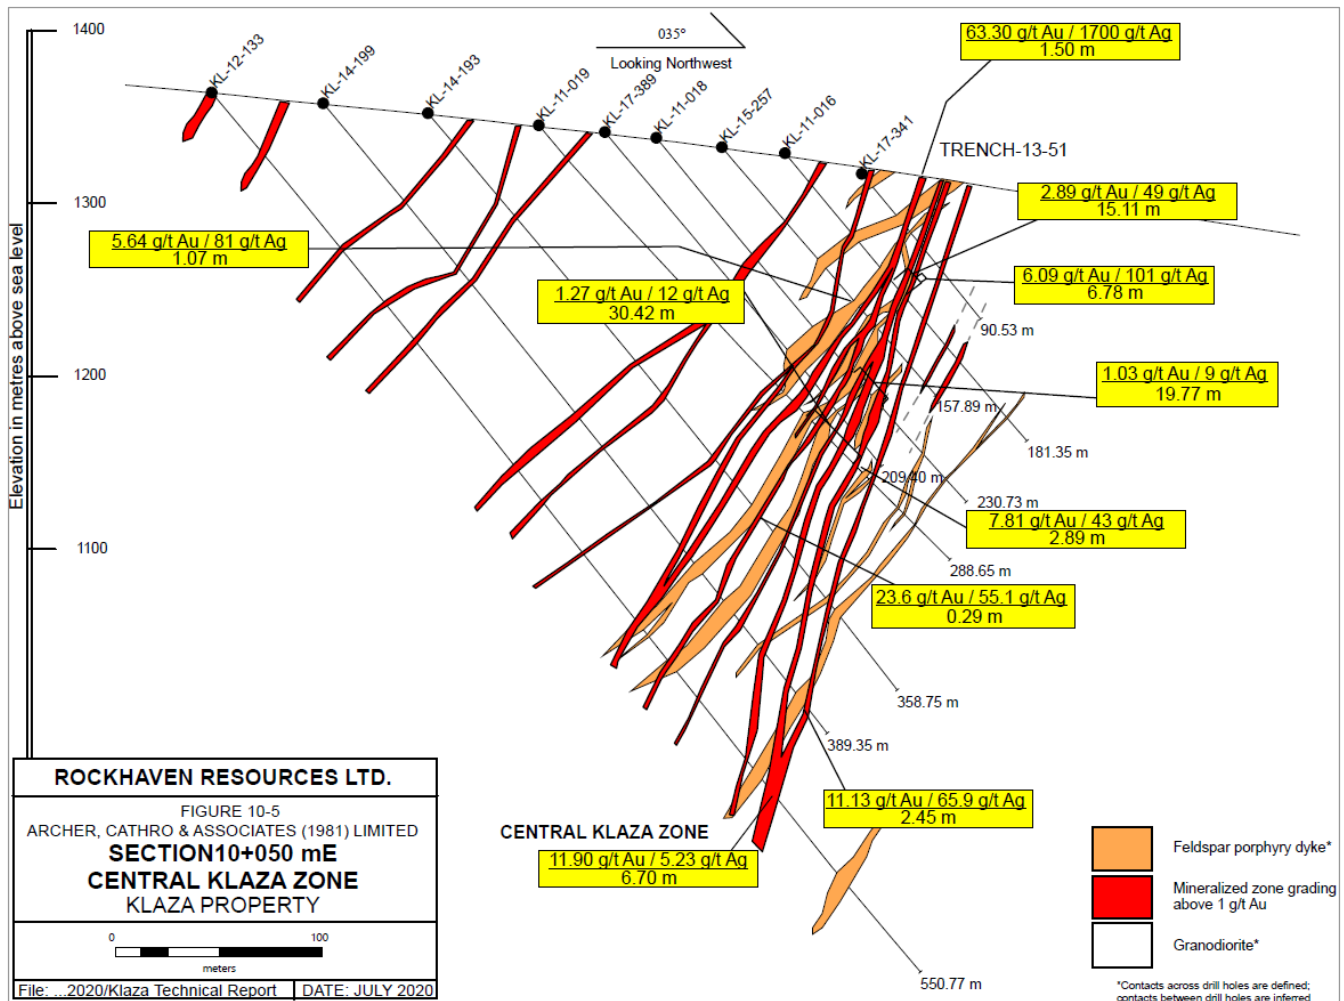 1400
1300
1200
1100
Elevation in metres above sea level
035°
Looking Northwest
KL-12-133
KL-14-199
KL-14-193
KL-11-019
KL-17-389
KL-11-018
KL-15-257
KL-11-016
KL-17-341
TRENCH-13-51
63.30 g/t Au / 1700 g/t Ag
1.50 m
2.89 g/t Au / 49 g/t Ag
15.11 m
5.64 g/t Au / 81 g/t Ag
1.07 m
6.09 g/t Au / 101 g/t Ag
6.78 m
1.27 g/t Au / 12 g/t Ag
30.42 m
90.53 m
1.03 g/t Au / 9 g/t Ag
19.77 m
157.89 m
181.35 m
209.40 m
230.73 m
7.81 g/t Au / 43 g/t Ag
2.89 m
288.65 m
23.6 g/t Au / 55.1 g/t Ag
0.29 m
358.75 m
389.35 m
11.13 g/t Au / 65.9 g/t Ag
2.45 m
CENTRAL KLAZA ZONE
11.90 g/t Au / 5.23 g/t Ag
6.70 m
550.77 m
ROCKHAVEN RESOURCES LTD.
FIGURE 10-5
ARCHER, CATHRO & ASSOCIATES (1981) LIMITED
SECTION10+050 mE
CENTRAL KLAZA ZONE
KLAZA PROPERTY
0 100
meters
File: ...2020/Klaza Technical Report DATE: JULY 2020
Feldspar porphyry dyke*
Mineralized zone grading
above 1 g/t Au
Granodiorite*
*Contacts across drill holes are defined;
contacts between drill holes are inferred